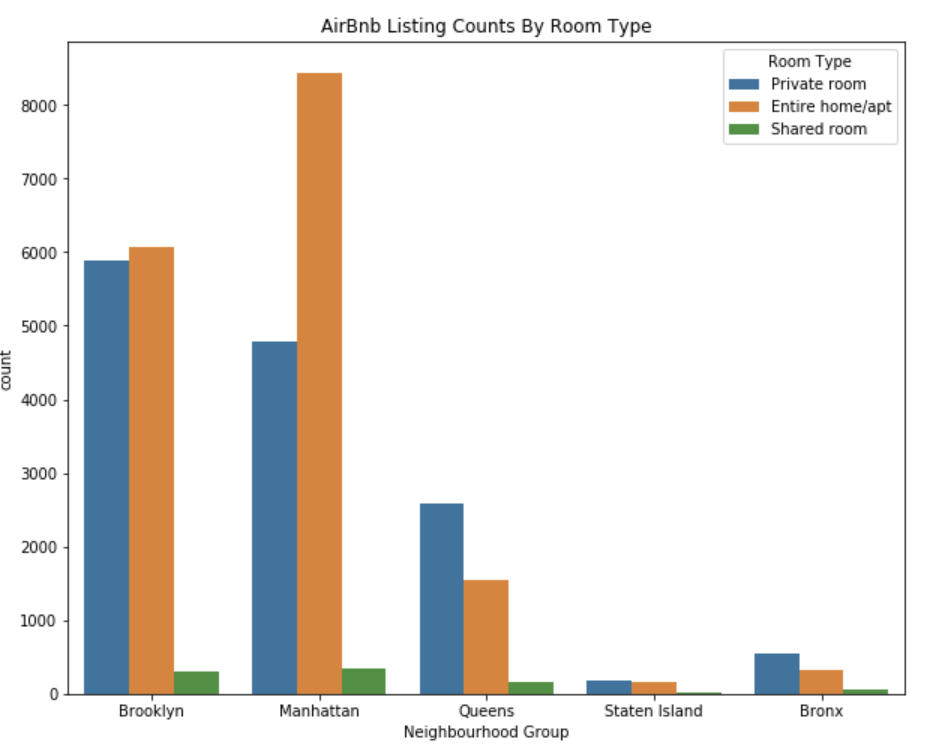 AirBnb Listing Counts By Room Type
Room Type
Private room
Entire home/apt
Shared room
8000
7000
6000
5000
4000
3000
2000
1000
0
count
Brooklyn Manhattan Queens Staten Island Bronx
Neighbourhood Group